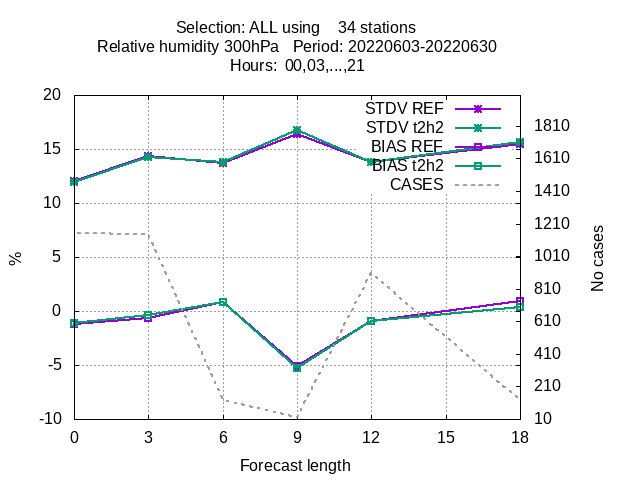 Selection: ALL using    34 stations
Relative humidity 300hPa   Period: 20220603-20220630
Hours:  00,03,...,21
STDV REF
STDV t2h2
BIAS REF
BIAS t2h2
CASES
20
15
10
5
0
-5
-10
%
1810
1610
1410
1210
1010
810
610
410
210
10
No cases
0 3 6 9 12 15 18
Forecast length